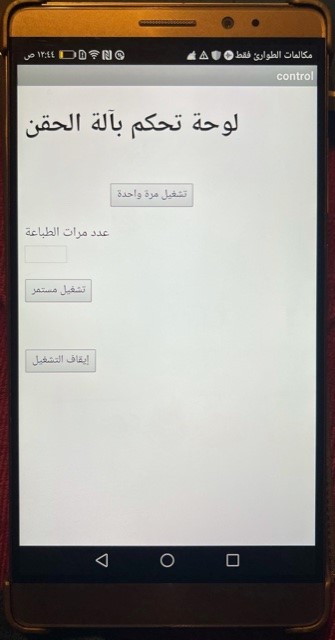 مكالمات الطوارئ فقط
١٢:٤٤ ص
control
لوحة تحكم بآلة الحقن
تشغيل مرة واحدة
عدد مرات الطباعة
تشغيل مستمر
إيقاف التشغيل